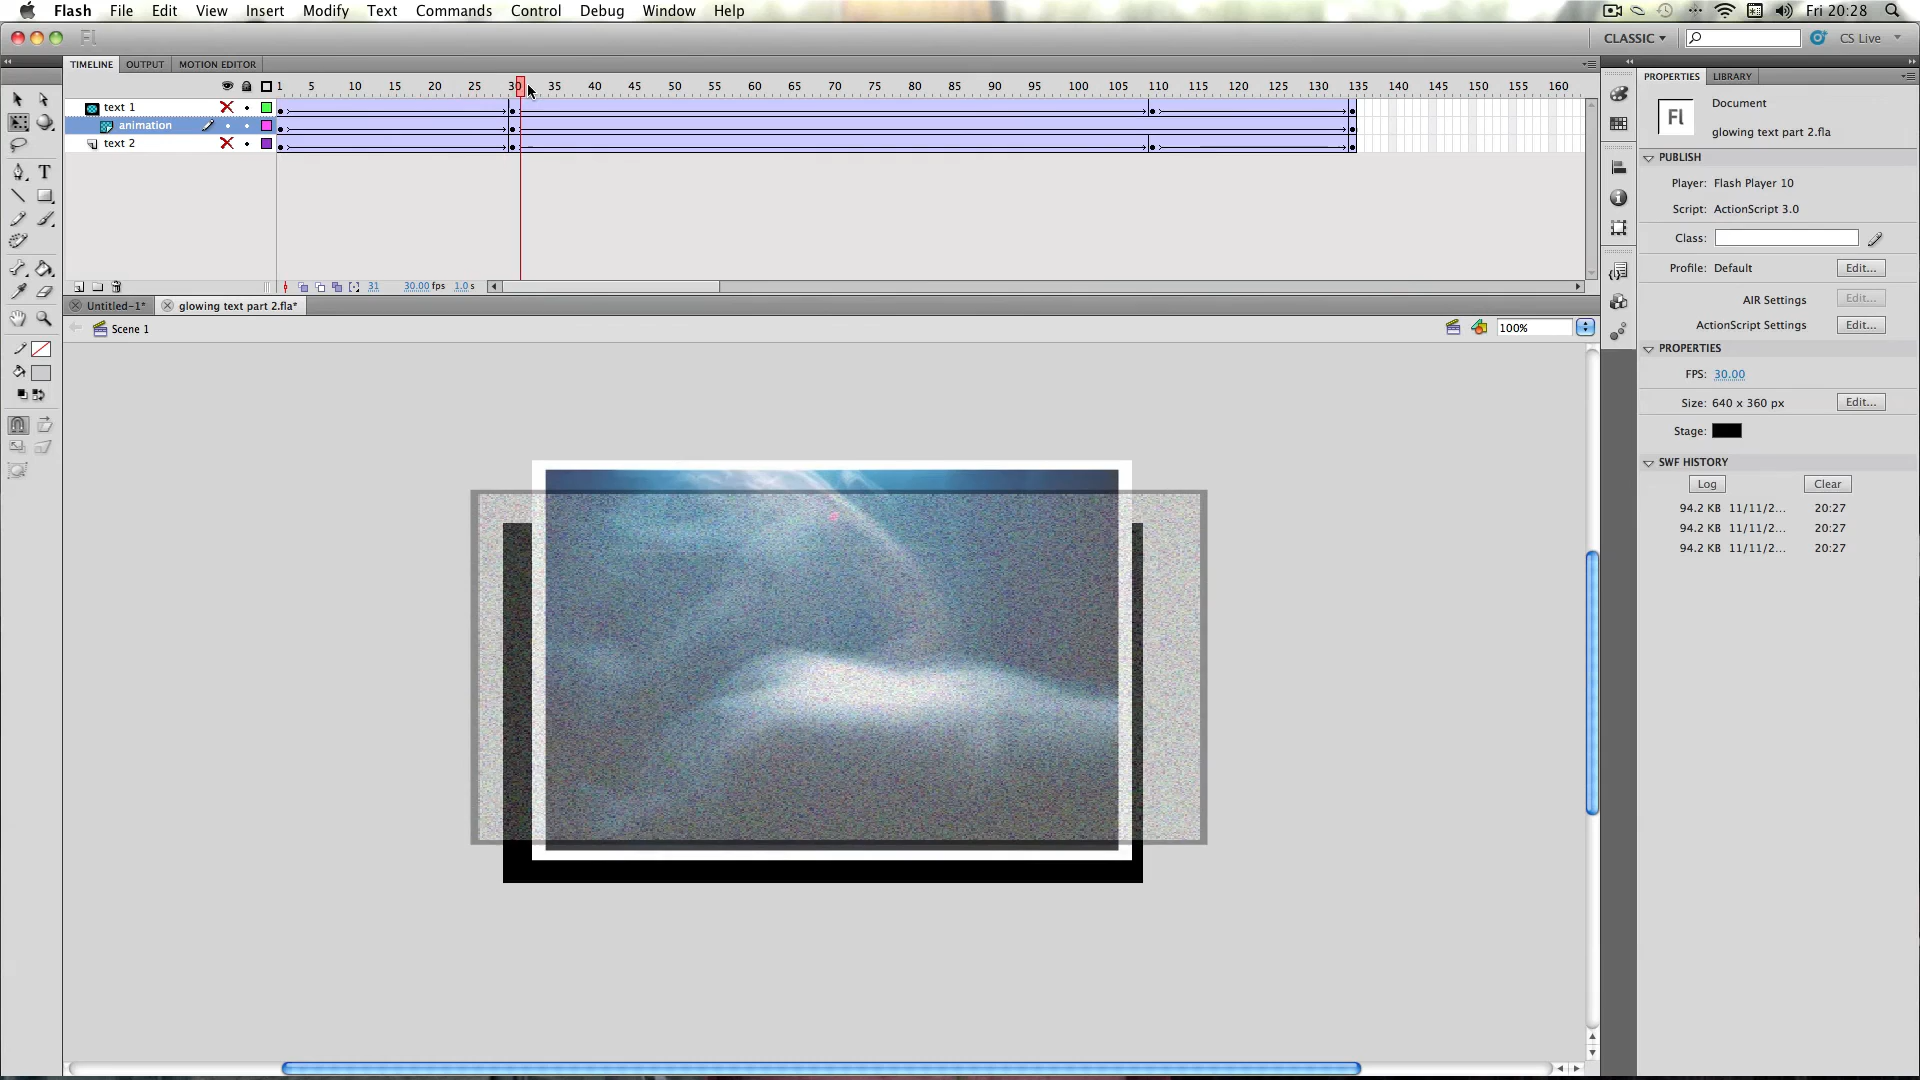 Flash File Edit View Insert Modify Text Commands Control Debug Window Help Fri 20:28
Fl CLASSIC CS Live
TIMELINE OUTPUT MOTION EDITOR
1 5 10 15 20 25 30 35 40 45 50 55 60 65 70 75 80 85 90 95 100 105 110 115 120 125 130 135 140 145 150 155 160
text 1
animation
text 2
31 30.00 fps 1.0 s
Untitled-1* glowing text part 2.fla*
Scene 1 100%
PROPERTIES LIBRARY
Fl
Document
glowing text part 2.fla
PUBLISH
Player: Flash Player 10
Script: ActionScript 3.0
Class:
Profile: Default Edit...
AIR Settings Edit...
ActionScript Settings Edit...
PROPERTIES
FPS: 30.00
Size: 640 x 360 px Edit...
Stage:
SWF HISTORY
Log Clear
94.2 KB 11/11/2... 20:27
94.2 KB 11/11/2... 20:27
94.2 KB 11/11/2... 20:27